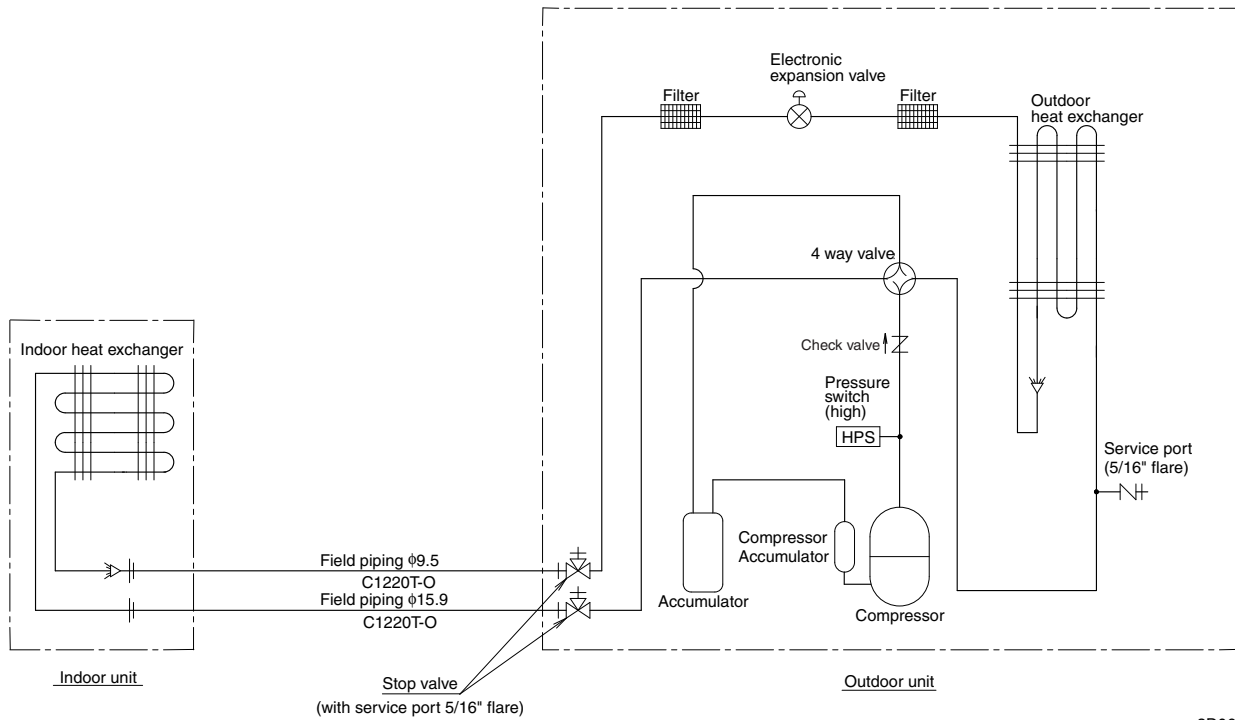 Electronic
expansion valve
Filter
Filter
Outdoor
heat exchanger
4 way valve
Indoor heat exchanger
Check valve
Pressure
switch
(high)
HPS
Service port
(5/16" flare)
Compressor
Accumulator
Field piping ϕ9.5
C1220T-O
Field piping ϕ15.9
C1220T-O
Accumulator
Compressor
Indoor unit
Stop valve
(with service port 5/16" flare)
Outdoor unit